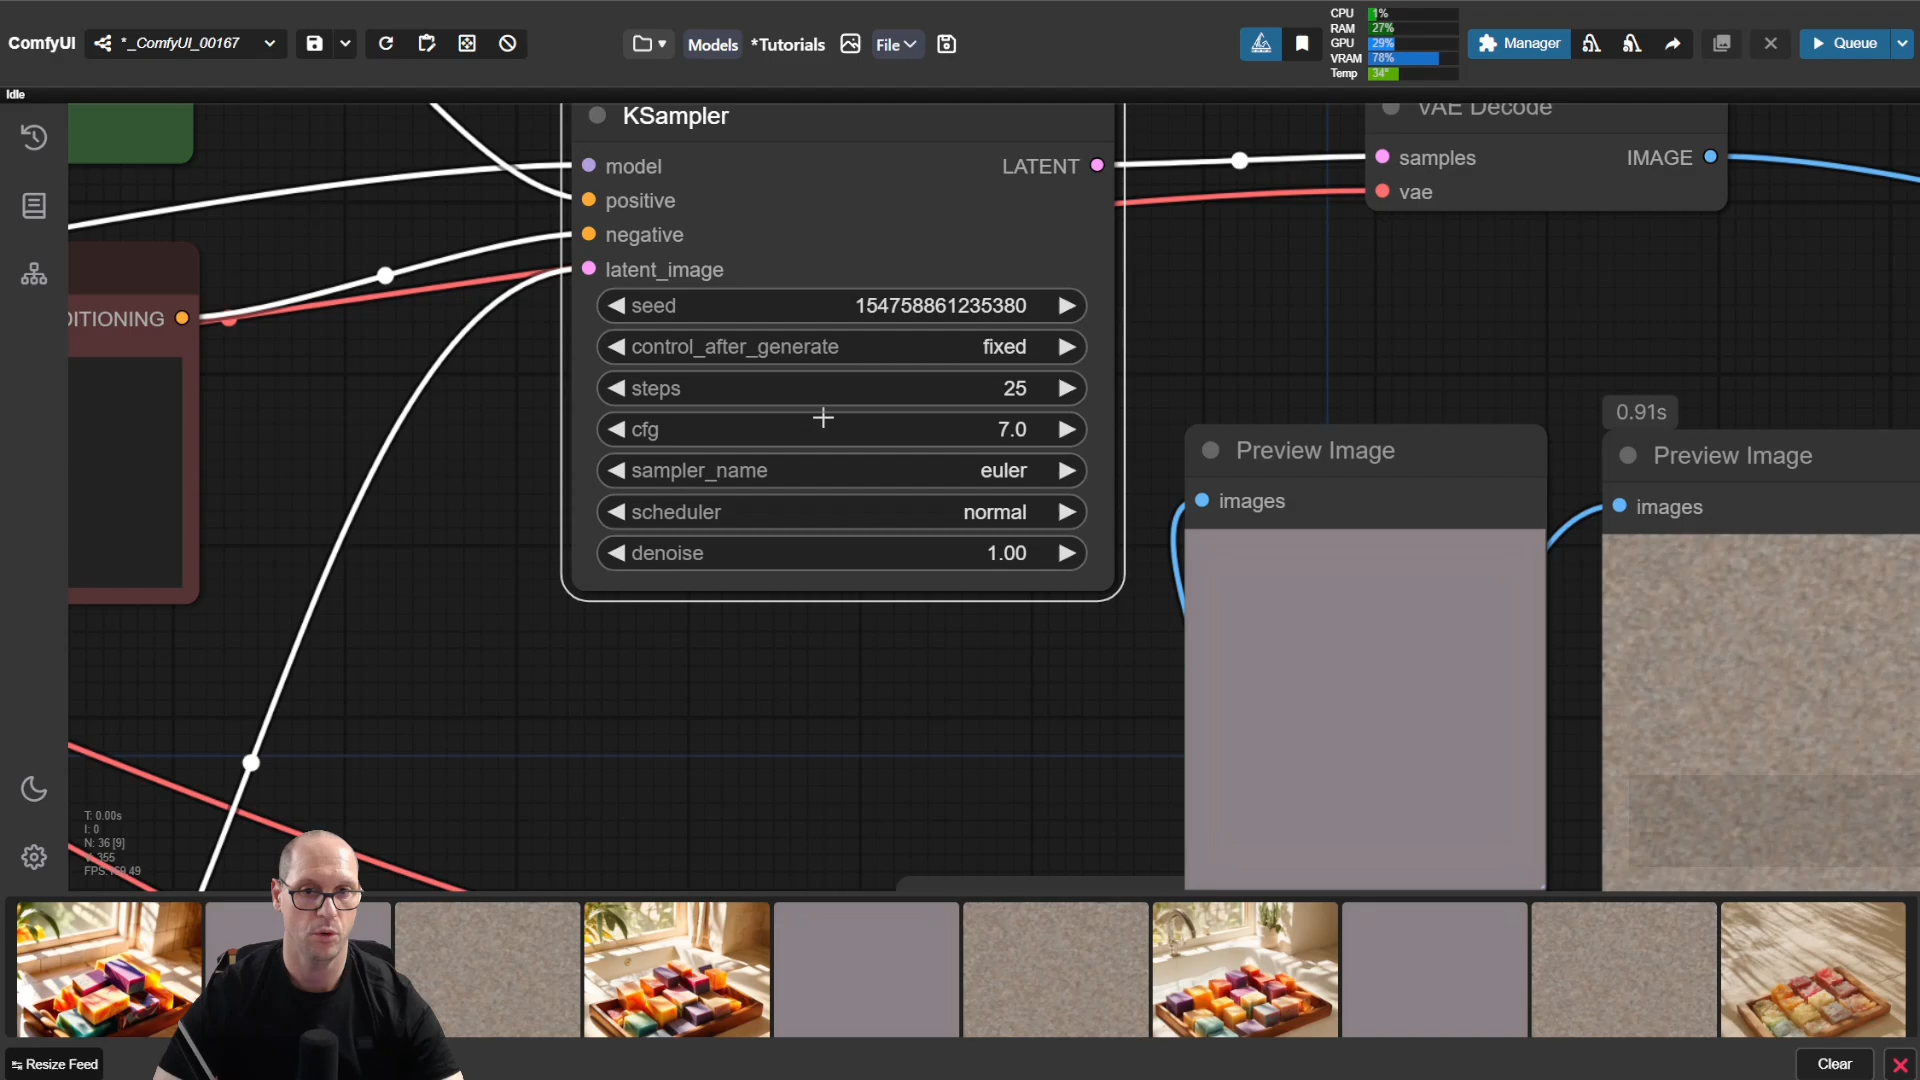 ComfyUI
*_ComfyUI_00167
Models
*Tutorials
File
CPU 1%
RAM 27%
GPU 29%
VRAM 78%
Temp 34°
Manager
Queue
Idle
KSampler
model
LATENT
positive
negative
latent_image
seed 154758861235380
control_after_generate fixed
steps 25
cfg 7.0
sampler_name euler
scheduler normal
denoise 1.00
VAE Decode
samples
IMAGE
vae
DITIONING
Preview Image
images
0.91s
Preview Image
images
T: 0.00s
I: 0
N: 36 [9]
355
Resize Feed
Clear